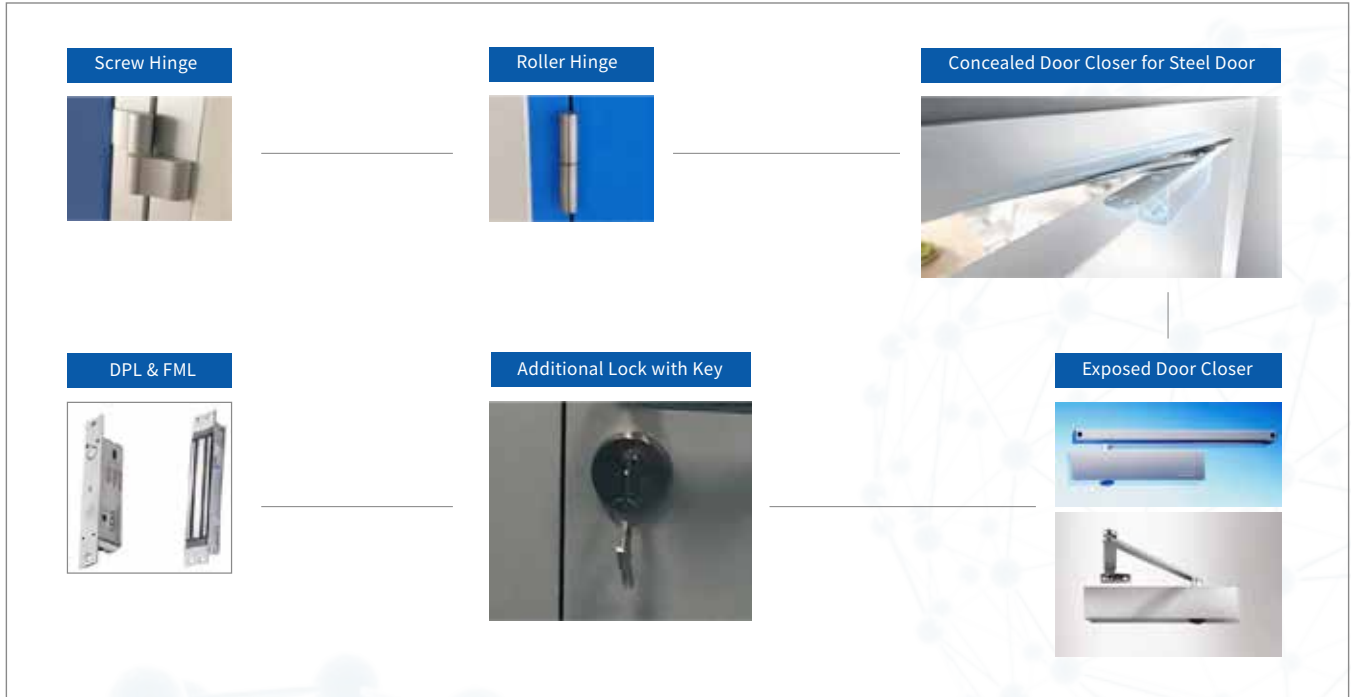 Screw Hinge
Roller Hinge
Concealed Door Closer for Steel Door
DPL & FML
Additional Lock with Key
Exposed Door Closer